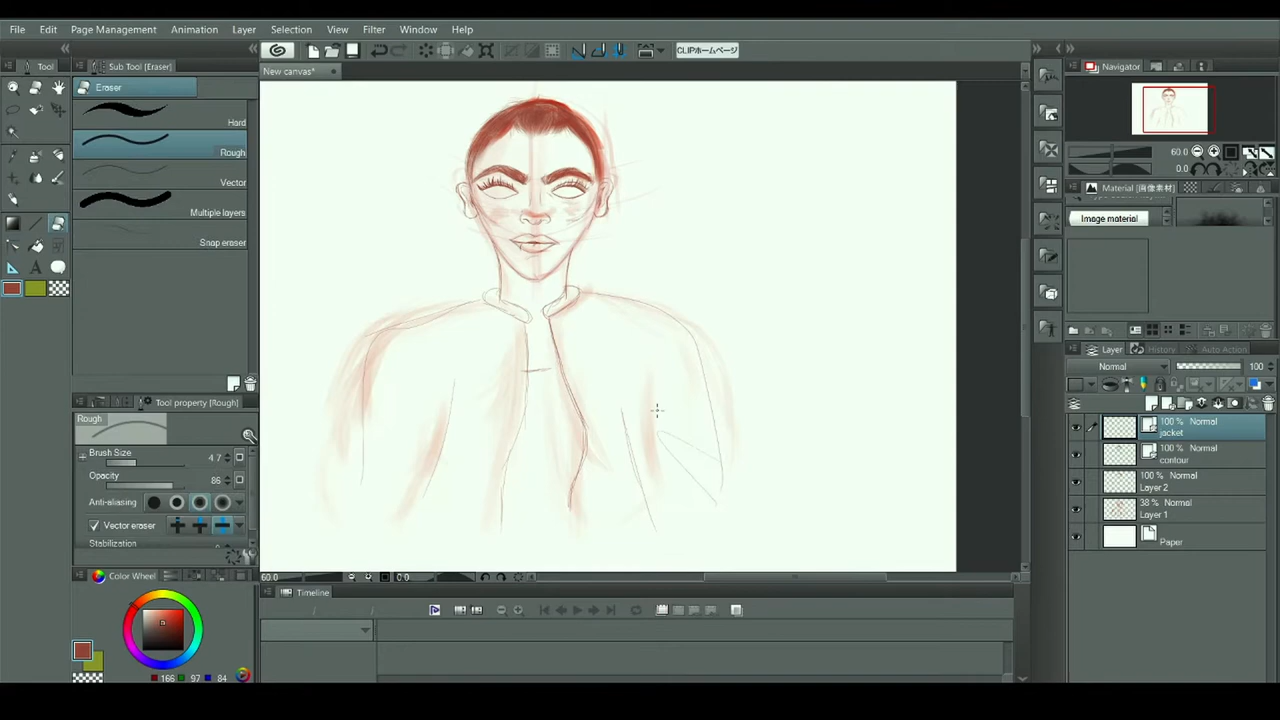 File Edit Page Management Animation Layer Selection View Filter Window Help
Tool
Sub Tool [Eraser]
CLIPホームページ
New canvas*
Navigator
Eraser
Hard
Rough
Vector
Multiple layers
Snap eraser
60.0
0.0
Material [画像素材]
Image material
Layer History Auto Action
Normal 100
100 % Normal
jacket
100 % Normal
contour
100 % Normal
Layer 2
38 % Normal
Layer 1
Paper
Tool property [Rough]
Rough
Brush Size 4.7
Opacity 86
Anti-aliasing
Vector eraser
Stabilization
Color Wheel
166 97 84
60.0 0.0
Timeline